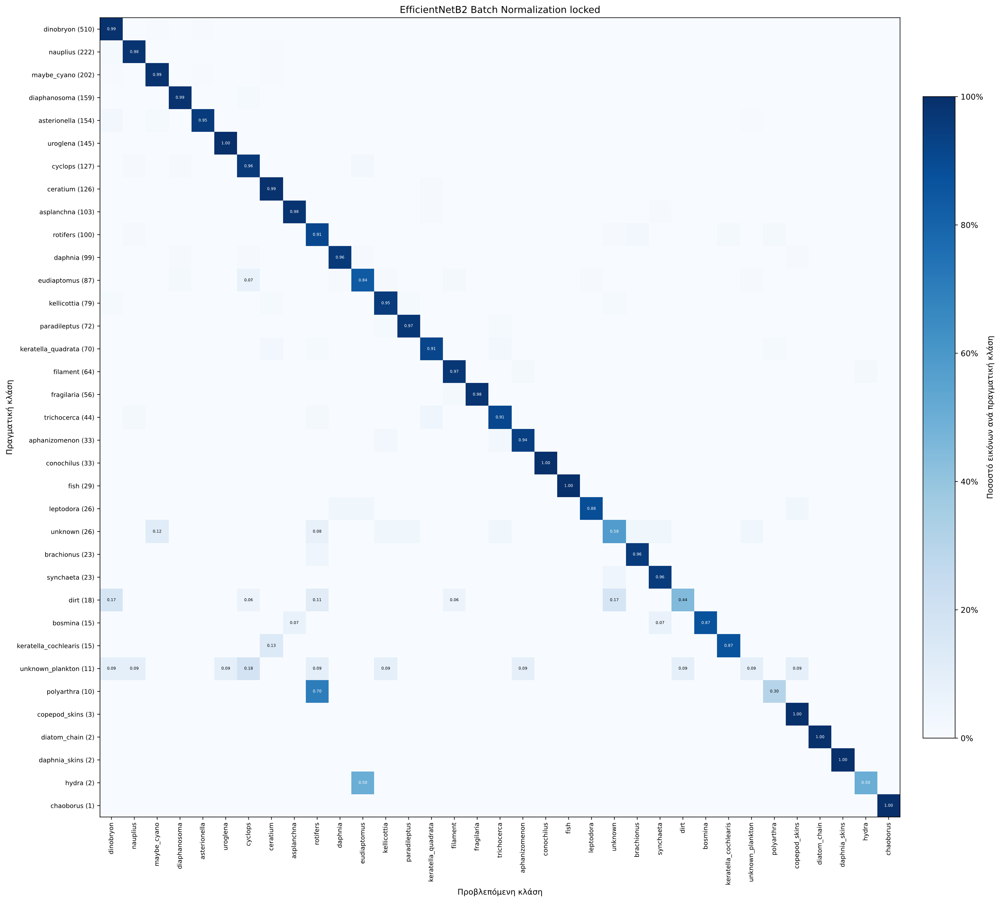 EfficientNetB2 Batch Normalization locked
Πραγματική κλάση
dinobryon (510) 0.99
nauplius (222) 0.98
maybe_cyano (202) 0.99
diaphanosoma (159) 0.99
asterionella (154) 0.95
uroglena (145) 1.00
cyclops (127) 0.96
ceratium (126) 0.99
asplanchna (103) 0.98
rotifers (100) 0.91
daphnia (99) 0.96
eudiaptomus (87) 0.07 0.84
kellicottia (79) 0.95
paradileptus (72) 0.97
keratella_quadrata (70) 0.91
filament (64) 0.97
fragilaria (56) 0.98
trichocerca (44) 0.91
aphanizomenon (33) 0.94
conochilus (33) 1.00
fish (29) 1.00
leptodora (26) 0.88
unknown (26) 0.12 0.08 0.58
brachionus (23) 0.96
synchaeta (23) 0.96
dirt (18) 0.17 0.06 0.11 0.06 0.17 0.44
bosmina (15) 0.07 0.07 0.87
keratella_cochlearis (15) 0.13 0.87
unknown_plankton (11) 0.09 0.09 0.09 0.18 0.09 0.09 0.09 0.09 0.09 0.09
polyarthra (10) 0.70 0.30
copepod_skins (3) 1.00
diatom_chain (2) 1.00
daphnia_skins (2) 1.00
hydra (2) 0.50 0.50
chaoborus (1) 1.00
dinobryon
nauplius
maybe_cyano
diaphanosoma
asterionella
uroglena
cyclops
ceratium
asplanchna
rotifers
daphnia
eudiaptomus
kellicottia
paradileptus
keratella_quadrata
filament
fragilaria
trichocerca
aphanizomenon
conochilus
fish
leptodora
unknown
brachionus
synchaeta
dirt
bosmina
keratella_cochlearis
unknown_plankton
polyarthra
copepod_skins
diatom_chain
daphnia_skins
hydra
chaoborus
Προβλεπόμενη κλάση
100%
80%
60%
40%
20%
0%
Ποσοστό εικόνων ανά πραγματική κλάση